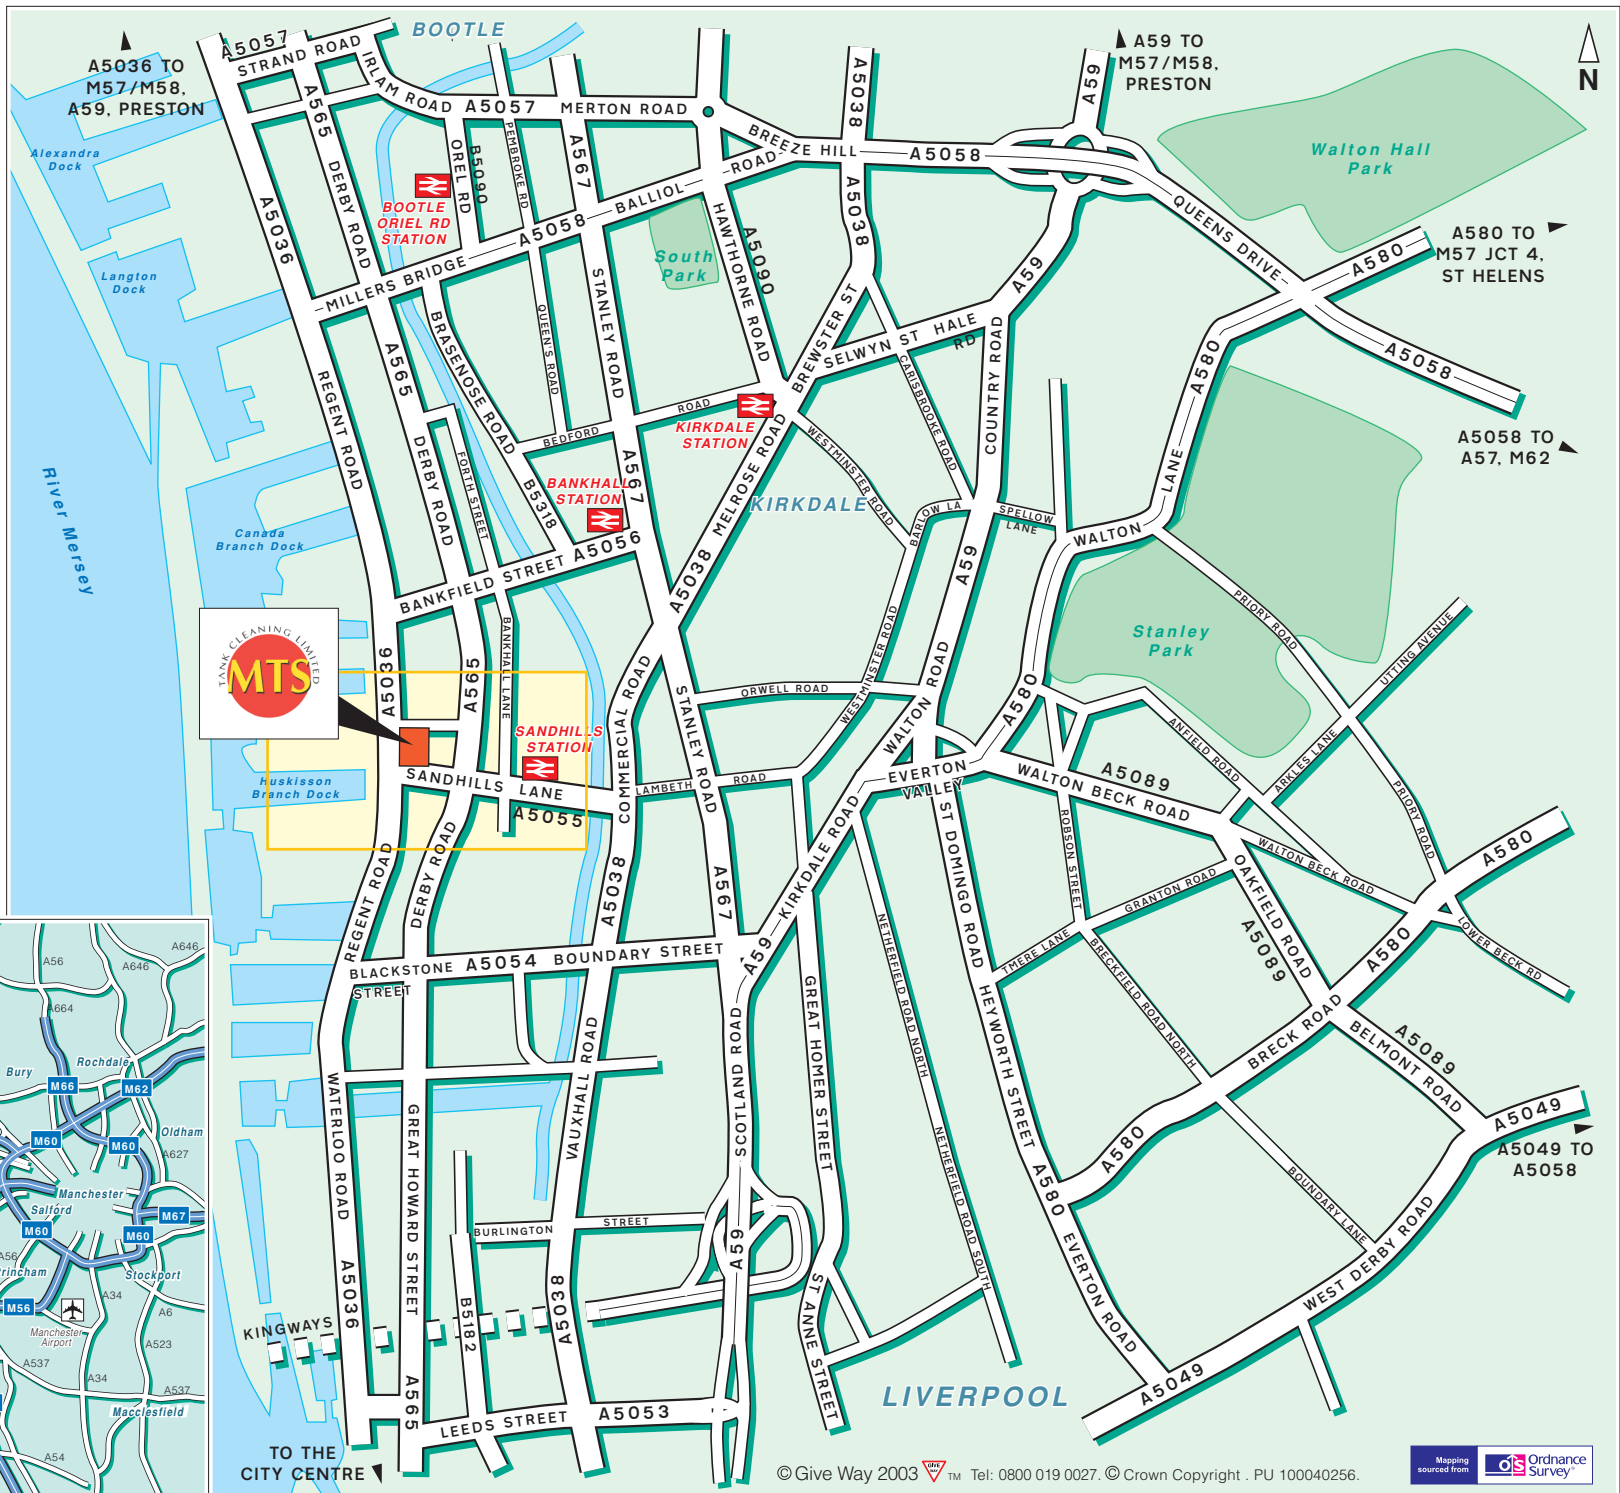 A5036 TO
M57/M58,
A59, PRESTON
A5057
STRAND ROAD
IRLAM ROAD
A5057
MERTON ROAD
BOOTLE
A59 TO
M57/M58,
PRESTON
A59
N
Walton Hall
Park
A5038
BREEZE HILL
A5058
QUEENS DRIVE
A580
A580 TO
M57 JCT 4,
ST HELENS
A5058
A5058 TO
A57, M62
Alexandra
Dock
Langton
Dock
A5036
A565
DERBY ROAD
ORIEL RD
B5090
PEMBROKE RD
A567
BOOTLE
ORIEL RD
STATION
MILLERS BRIDGE
A5058
BALLIOL
ROAD
South
Park
HAWTHORNE ROAD
A5090
A5038
BREWSTER ST
SELWYN ST
HALE
RD
A59
COUNTRY ROAD
CARISBROOKE ROAD
A580
LANE
WALTON
REGENT ROAD
A565
DERBY ROAD
BRASENOSE ROAD
B5318
QUEEN'S ROAD
STANLEY ROAD
BEDFORD
ROAD
KIRKDALE
STATION
FORTH STREET
BANKHALL
STATION
A567
MELROSE ROAD
A5038
KIRKDALE
WESTMINSTER ROAD
BARLOW LA
SPELLOW
LANE
A59
River Mersey
Canada
Branch Dock
BANKFIELD STREET
A5056
BANKHALL LANE
TANK CLEANING LIMITED
MTS
A5036
A565
SANDHILLS
STATION
SANDHILLS LANE
A5055
Huskisson
Branch Dock
COMMERCIAL ROAD
STANLEY ROAD
ORWELL ROAD
WESTMINSTER ROAD
LAMBETH
ROAD
WALTON ROAD
A580
EVERTON
VALLEY
Stanley
Park
PRIORY ROAD
UTTING AVENUE
ANFIELD ROAD
ARKLES LANE
PRIORY ROAD
A5089
WALTON BECK ROAD
WALTON BECK ROAD
A580
LOWER BECK RD
ROBSON STREET
GRANTON ROAD
OAKFIELD ROAD
A5089
TMERE LANE
BRECKFIELD ROAD NORTH
A580
BRECK ROAD
BELMONT ROAD
A5089
A5049
A5049 TO
A5058
REGENT ROAD
DERBY ROAD
A5038
A567
KIRKDALE ROAD
A59
ST DOMINGO ROAD
NETHERFIELD ROAD NORTH
BLACKSTONE
STREET
A5054
BOUNDARY STREET
GREAT HOMER STREET
HEYWORTH STREET
SCOTLAND ROAD
VAUXHALL ROAD
WATERLOO ROAD
GREAT HOWARD STREET
NETHERFIELD ROAD SOUTH
A580
A580
EVERTON ROAD
BOUNDARY LANE
WEST DERBY ROAD
A5049
BURLINGTON
STREET
A59
ST ANNE STREET
A5036
A5038
B5182
KINGWAYS
A565
LEEDS STREET
A5053
LIVERPOOL
TO THE
CITY CENTRE
A56
A646
A646
A664
Rochdale
Bury
M66
M62
M60
M60
Oldham
A627
Manchester
Salford
M67
M60
M60
A56
rincham
Stockport
M56
A34
A6
Manchester
Airport
A523
A537
A34
A537
Macclesfield
A54
© Give Way 2003
GIVE
WAY
TM
Tel: 0800 019 0027. © Crown Copyright . PU 100040256.
Mapping
sourced from
OS
Ordnance
Survey®